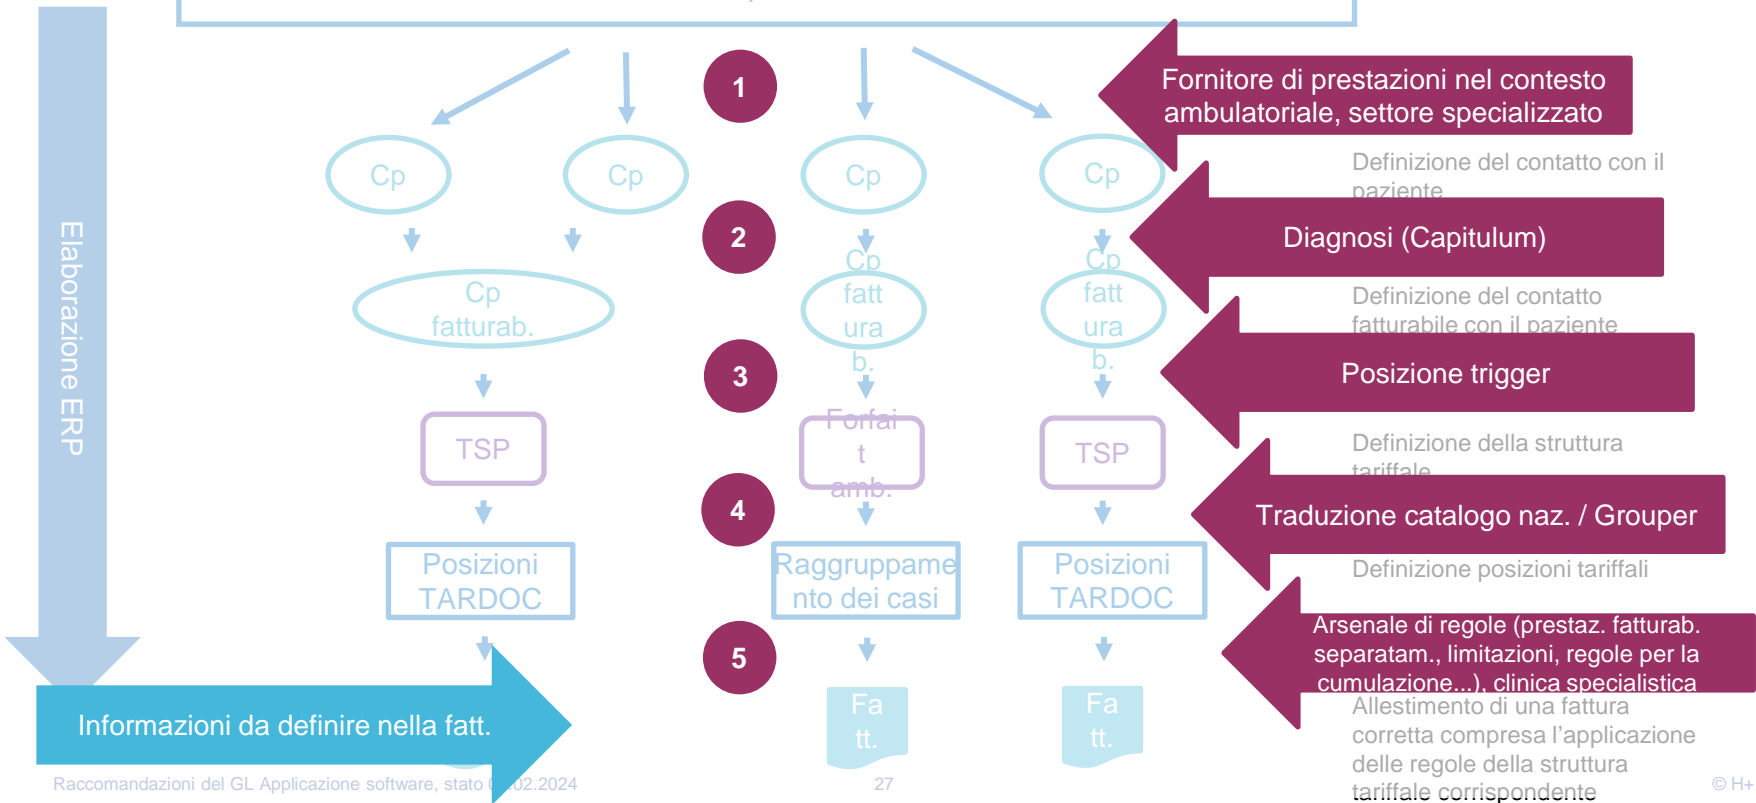 1
Fornitore di prestazioni nel contesto
ambulatoriale, settore specializzato
Cp
Cp
Cp
Cp
Definizione del contatto con il
paziente
2
Diagnosi (Capitulum)
Elaborazione ERP
Cp
fatturab.
Cp
fatt
ura
b.
Cp
fatt
ura
b.
Definizione del contatto
fatturabile con il paziente
3
Posizione trigger
TSP
Forfai
t
amb.
TSP
Definizione della struttura
tariffale
4
Traduzione catalogo naz. / Grouper
Posizioni
TARDOC
Raggruppame
nto dei casi
Posizioni
TARDOC
Definizione posizioni tariffali
5
Arsenale di regole (prestaz. fatturab.
separatam., limitazioni, regole per la
cumulazione...), clinica specialistica
Informazioni da definire nella fatt.
Fa
tt.
Fa
tt.
Allestimento di una fattura
corretta compresa l'applicazione
delle regole della struttura
tariffale corrispondente
Raccomandazioni del GL Applicazione software, stato .02.2024
27
© H+